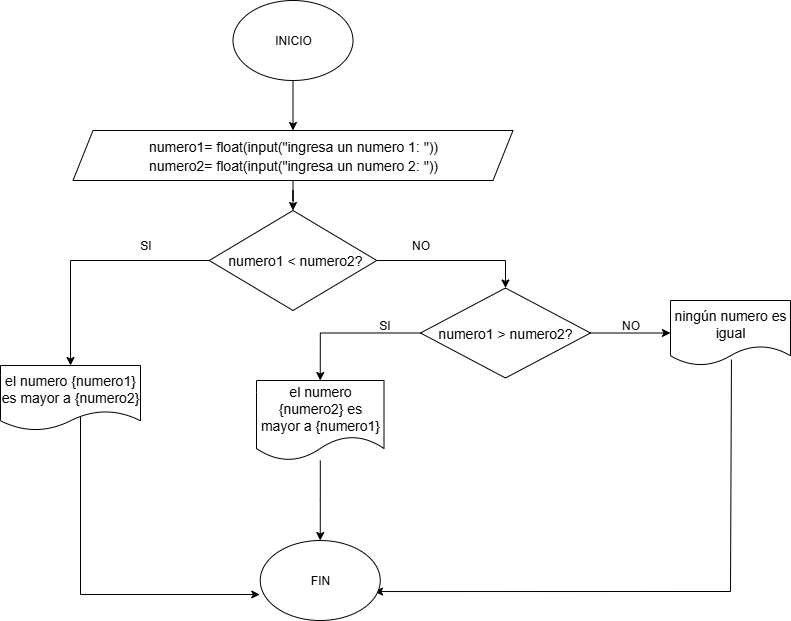 INICIO
numero1= float(input("ingresa un numero 1: "))
numero2= float(input("ingresa un numero 2: "))
SI
NO
numero1 < numero2?
ningún numero es
igual
SI
numero1 > numero2?
NO
el numero {numero1}
es mayor a {numero2}
el numero
{numero2} es
mayor a {numero1}
FIN